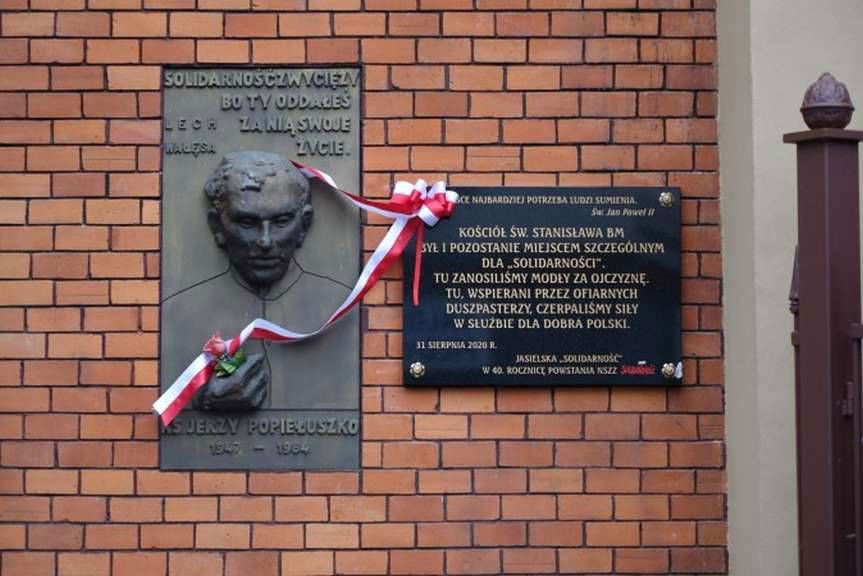 SOLIDARNOŚĆ ZWYCIĘŻY
BO TY ODDAŁEŚ
ZA NIĄ SWOJE
ŻYCIE.
LECH
WAŁĘSA
KS JERZY POPIEŁUSZKO
1947 – 1984
NAJBARDZIEJ POTRZEBA LUDZI SUMIENIA.
Św. Jan Paweł II
KOŚCIÓŁ ŚW. STANISŁAWA BM
BYŁ I POZOSTANIE MIEJSCEM SZCZEGÓLNYM
DLA „SOLIDARNOŚCI”.
TU ZANOSILIŚMY MODŁY ZA OJCZYZNĘ.
TU, WSPIERANI PRZEZ OFIARNYCH
DUSZPASTERZY, CZERPALIŚMY SIŁY
W SŁUŻBIE DLA DOBRA POLSKI.
31 SIERPNIA 2020 R.
JASIELSKA „SOLIDARNOŚĆ”
W 40. ROCZNICĘ POWSTANIA NSZZ Solidarność